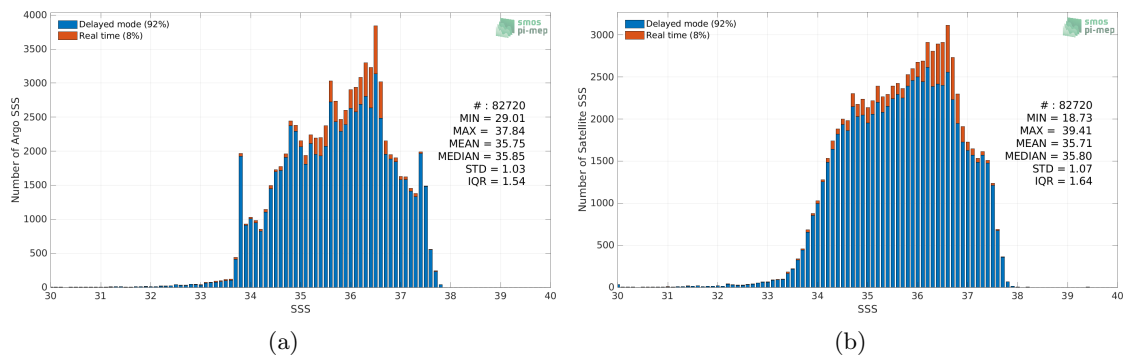 Delayed mode (92%)
Real time (8%)
smos
pi-mep
4000
3500
3000
2500
2000
1500
1000
500
0
Number of Argo SSS
# : 82720
MIN = 29.01
MAX = 37.84
MEAN = 35.75
MEDIAN = 35.85
STD = 1.03
IQR = 1.54
30 31 32 33 34 35 36 37 38 39 40
SSS
(a)
Delayed mode (92%)
Real time (8%)
smos
pi-mep
3000
2500
2000
1500
1000
500
0
Number of Satellite SSS
# : 82720
MIN = 18.73
MAX = 39.41
MEAN = 35.71
MEDIAN = 35.80
STD = 1.07
IQR = 1.64
30 31 32 33 34 35 36 37 38 39 40
SSS
(b)